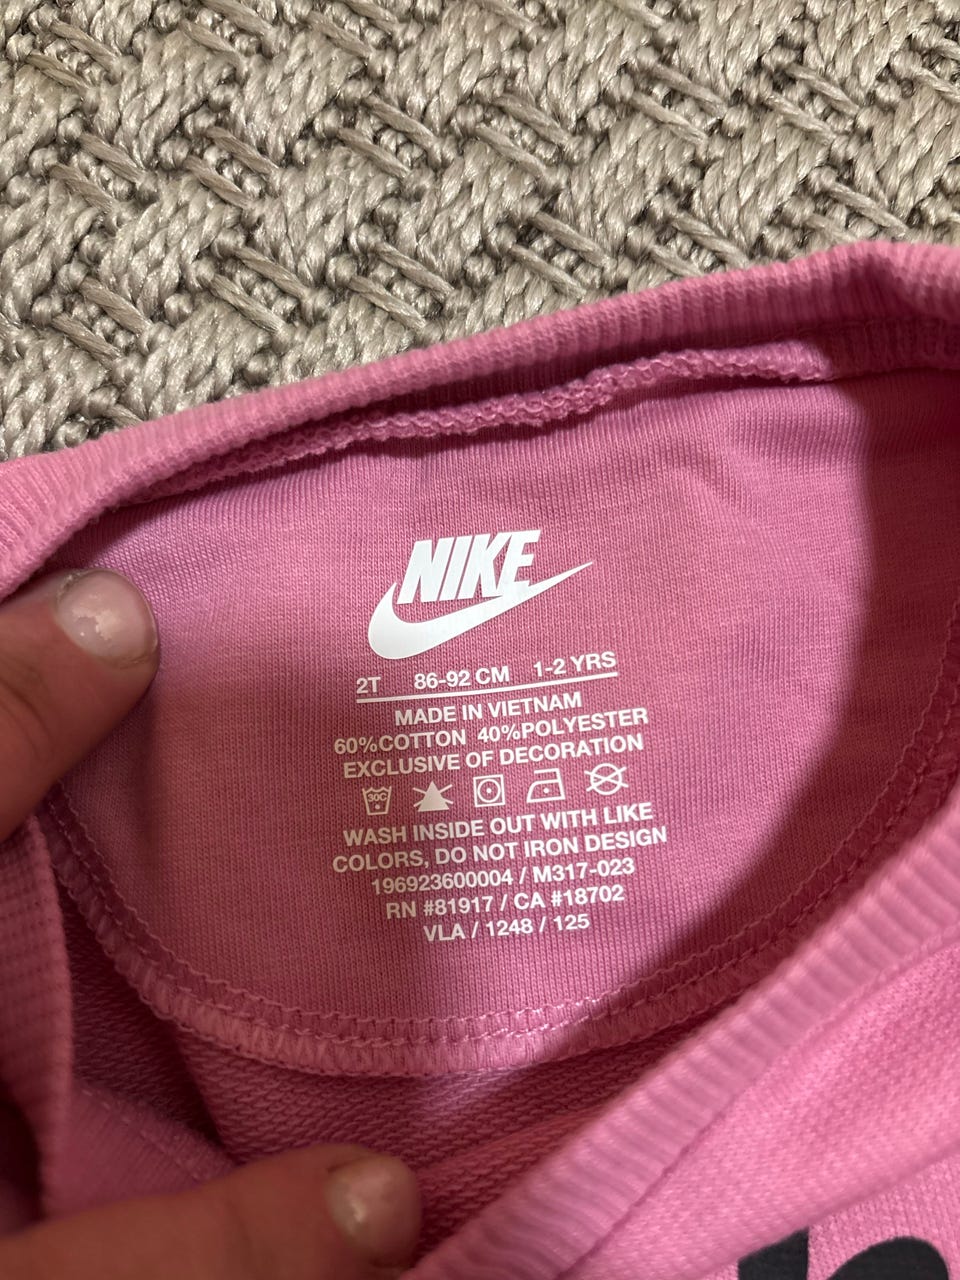 NIKE
2T 86-92 CM 1-2 YRS
MADE IN VIETNAM
60%COTTON 40%POLYESTER
EXCLUSIVE OF DECORATION
30C
WASH INSIDE OUT WITH LIKE
COLORS, DO NOT IRON DESIGN
196923600004 / M317-023
RN #81917 / CA #18702
VLA / 1248 / 125